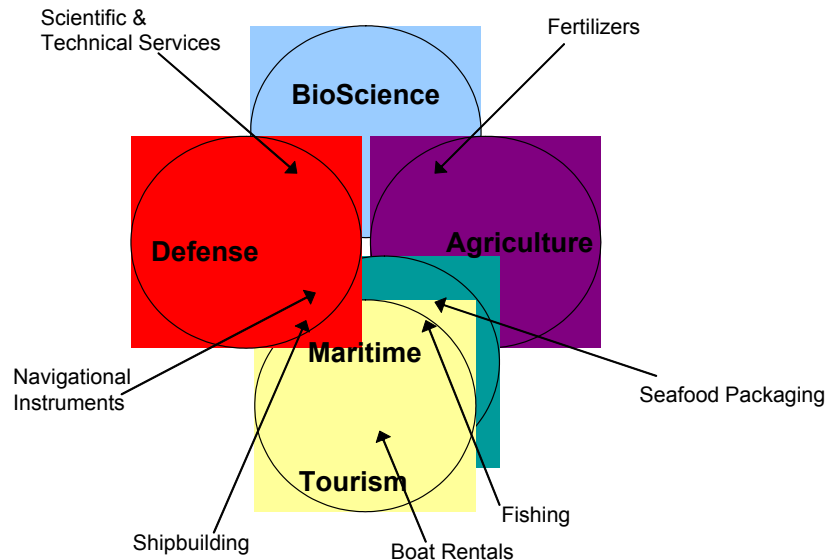 Scientific &
Technical Services
Fertilizers
BioScience
Defense
Agriculture
Maritime
Navigational
Instruments
Seafood Packaging
Tourism
Fishing
Shipbuilding
Boat Rentals